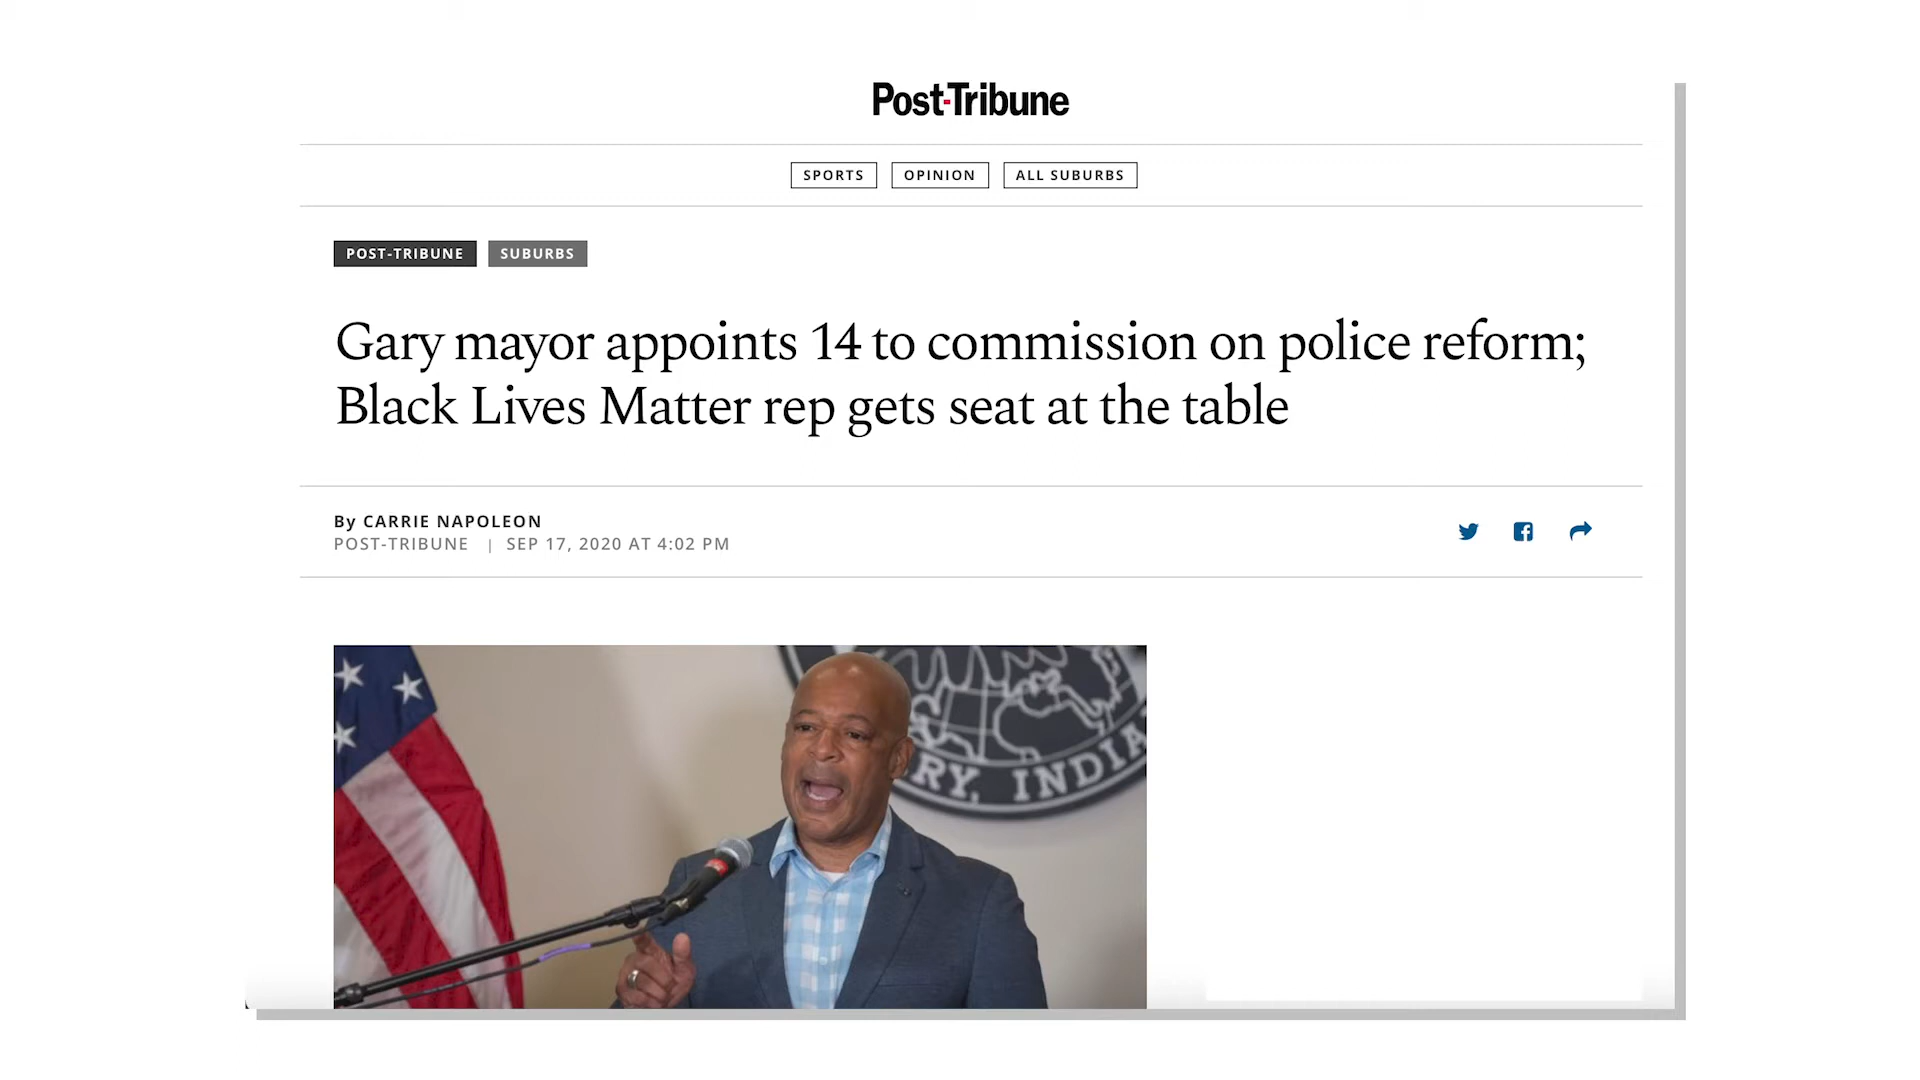 Post-Tribune
SPORTS
OPINION
ALL SUBURBS
POST-TRIBUNE
SUBURBS
Gary mayor appoints 14 to commission on police reform;
Black Lives Matter rep gets seat at the table
By CARRIE NAPOLEON
POST-TRIBUNE | SEP 17, 2020 AT 4:02 PM
RY, INDIA